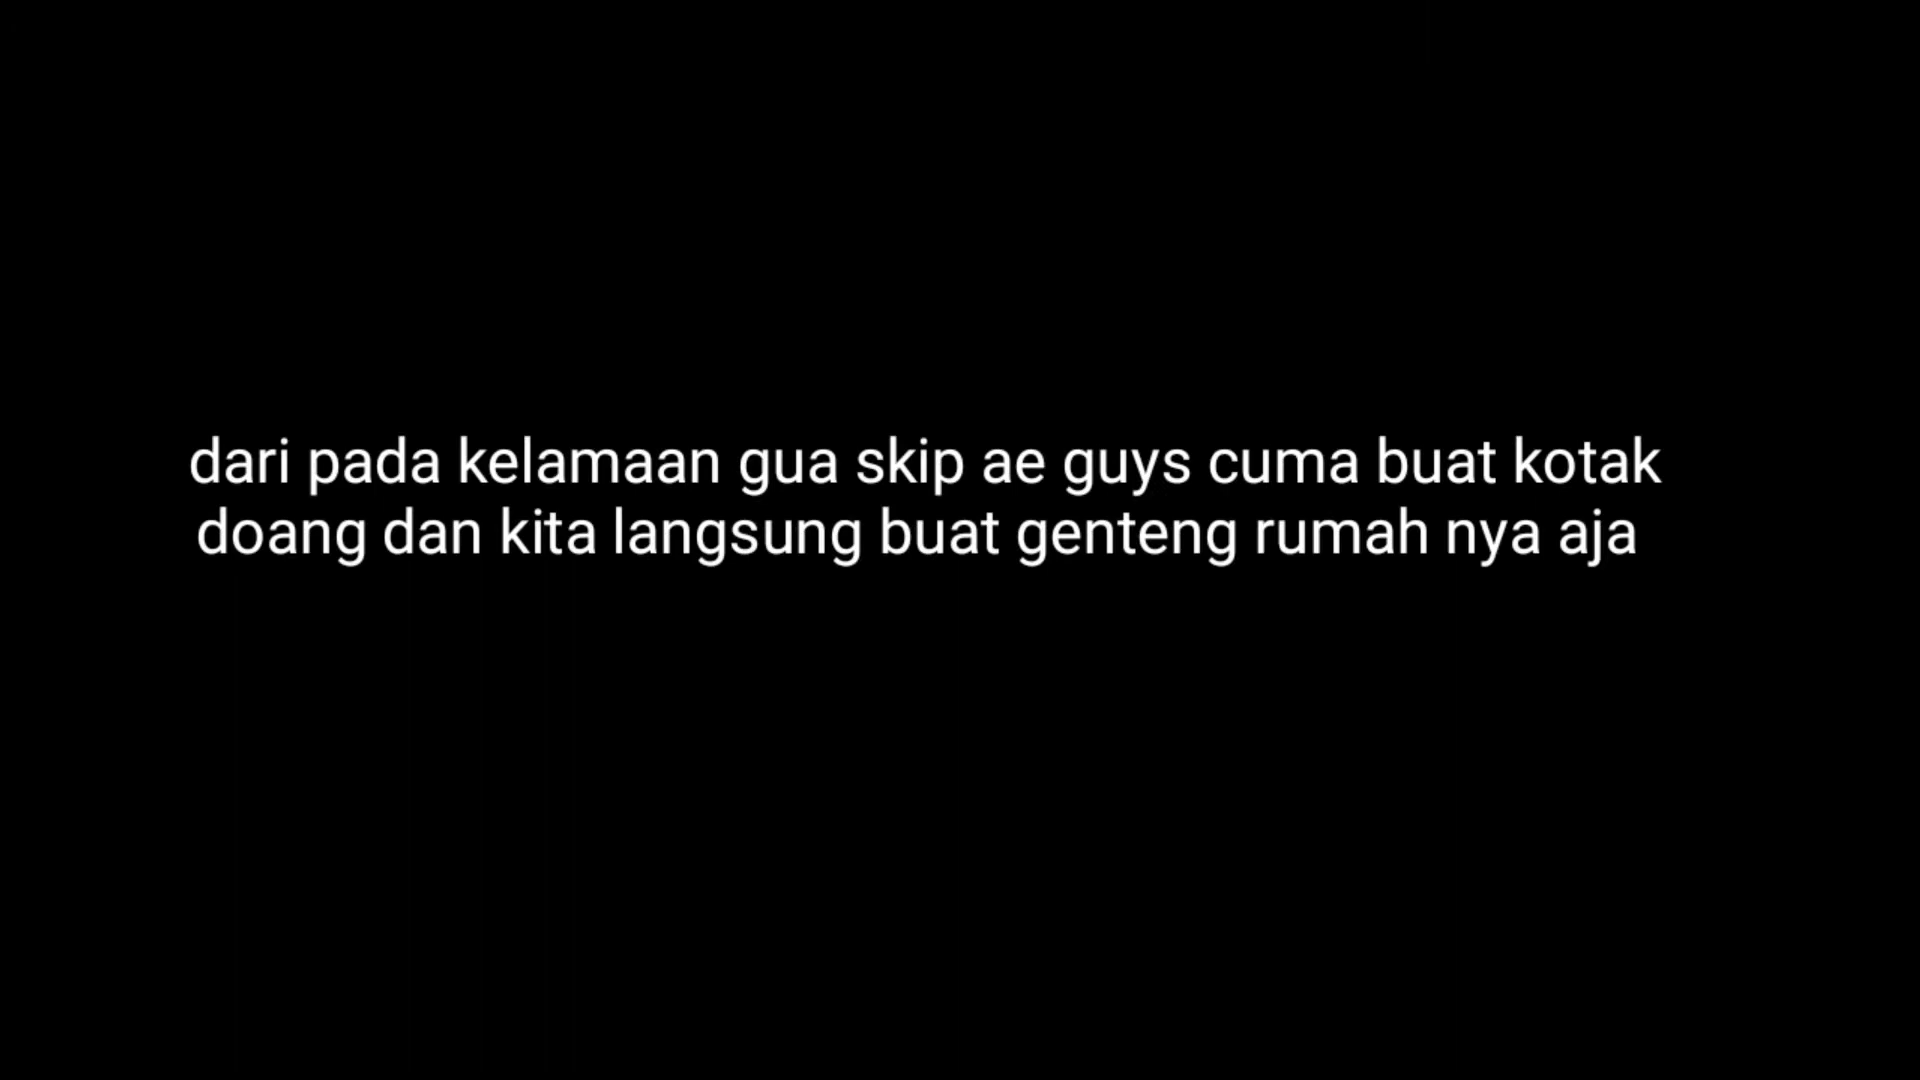 dari pada kelamaan gua skip ae guys cuma buat kotak
doang dan kita langsung buat genteng rumah nya aja